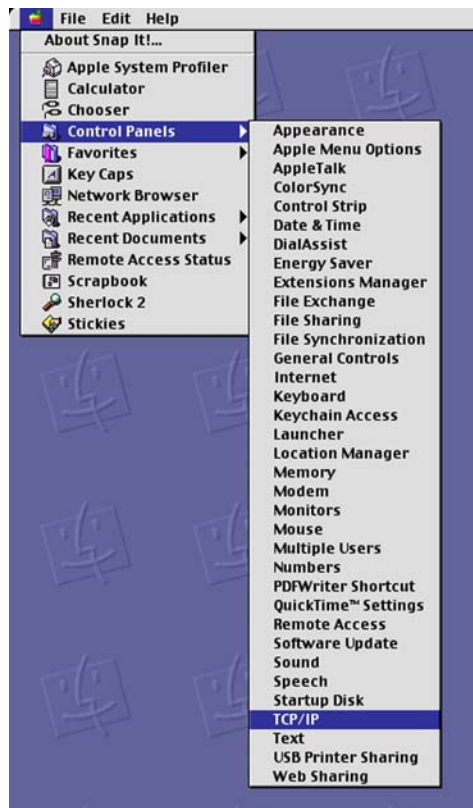 File Edit Help
About Snap It!...
Apple System Profiler
Calculator
Chooser
Control Panels
Favorites
Key Caps
Network Browser
Recent Applications
Recent Documents
Remote Access Status
Scrapbook
Sherlock 2
Stickies
Appearance
Apple Menu Options
AppleTalk
ColorSync
Control Strip
Date & Time
DialAssist
Energy Saver
Extensions Manager
File Exchange
File Sharing
File Synchronization
General Controls
Internet
Keyboard
Keychain Access
Launcher
Location Manager
Memory
Modem
Monitors
Mouse
Multiple Users
Numbers
PDFWriter Shortcut
QuickTime™ Settings
Remote Access
Software Update
Sound
Speech
Startup Disk
TCP/IP
Text
USB Printer Sharing
Web Sharing